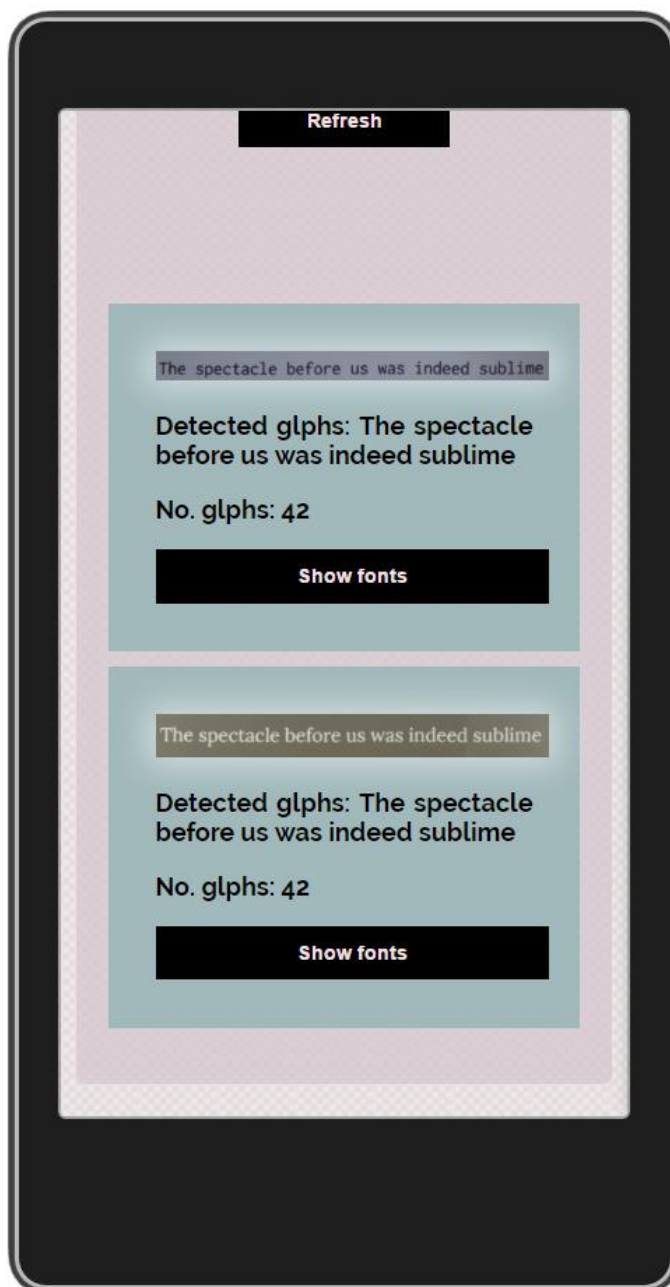 Refresh
The spectacle before us was indeed sublime
Detected glphs: The spectacle
before us was indeed sublime
No. glphs: 42
Show fonts
The spectacle before us was indeed sublime
Detected glphs: The spectacle
before us was indeed sublime
No. glphs: 42
Show fonts